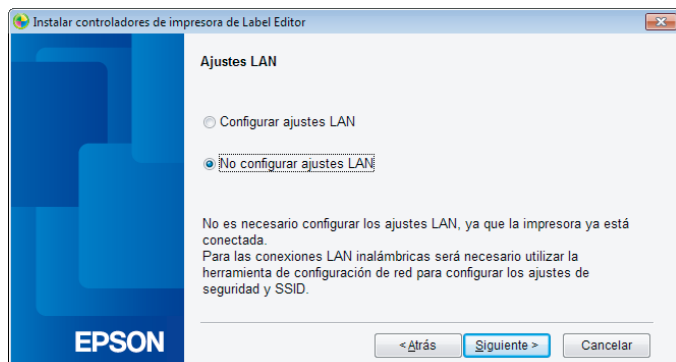 Instalar controladores de impresora de Label Editor
Ajustes LAN
Configurar ajustes LAN
No configurar ajustes LAN
No es necesario configurar los ajustes LAN, ya que la impresora ya está
conectada.
Para las conexiones LAN inalámbricas será necesario utilizar la
herramienta de configuración de red para configurar los ajustes de
seguridad y SSID.
EPSON
< Atrás
Siguiente >
Cancelar